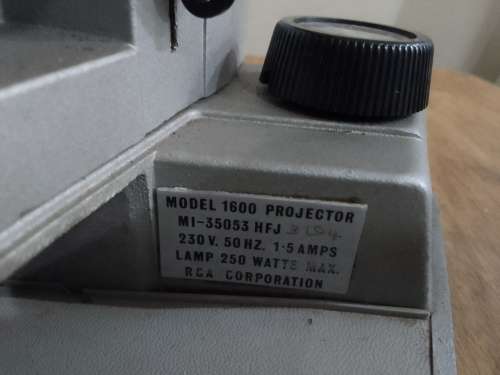 MODEL 1600 PROJECTOR
MI-35053 HFJ
230 V. 50 HZ. 1·5 AMPS
LAMP 250 WATTS MAX.
RCA CORPORATION